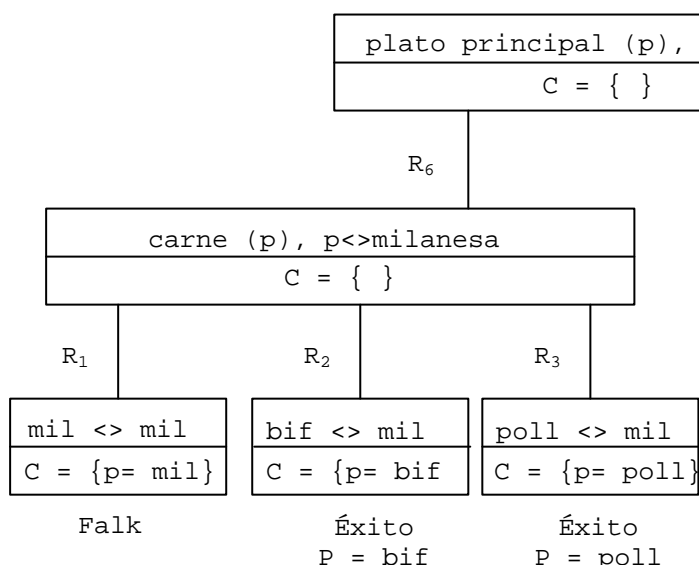 plato principal (p),
C = { }
R6
carne (p), p<>milanesa
C = { }
R1 R2 R3
mil <> mil bif <> mil poll <> mil
C = {p= mil} C = {p= bif C = {p= poll}
Falk Éxito Éxito
P = bif P = poll